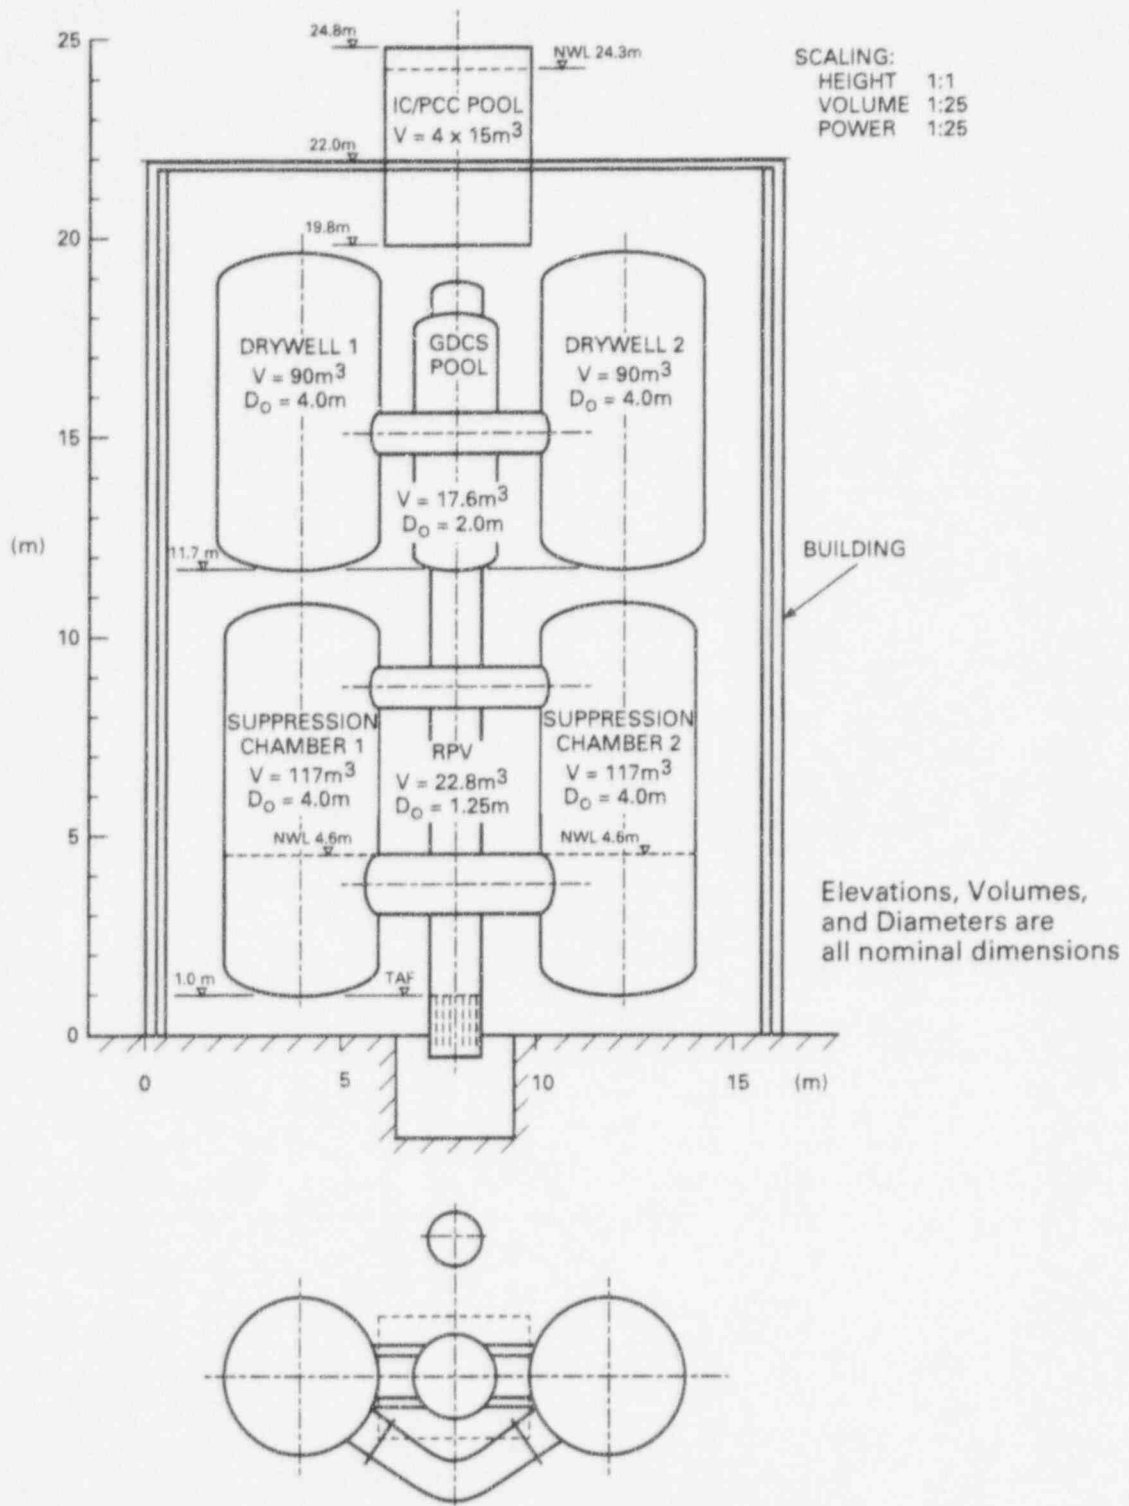 25
24.8m
NWL 24.3m
SCALING:
HEIGHT 1:1
VOLUME 1:25
POWER 1:25
IC/PCC POOL
V = 4 x 15m3
22.0m
20
19.8m
DRYWELL 1
V = 90m3
DO = 4.0m
GDCS
POOL
DRYWELL 2
V = 90m3
DO = 4.0m
15
V = 17.6m3
DO = 2.0m
(m)
11.7 m
BUILDING
10
SUPPRESSION
CHAMBER 1
V = 117m3
DO = 4.0m
RPV
V = 22.8m3
DO = 1.25m
SUPPRESSION
CHAMBER 2
V = 117m3
DO = 4.0m
5
NWL 4.6m
NWL 4.6m
Elevations, Volumes,
and Diameters are
all nominal dimensions
1.0 m
TAF
0
0 5 10 15 (m)